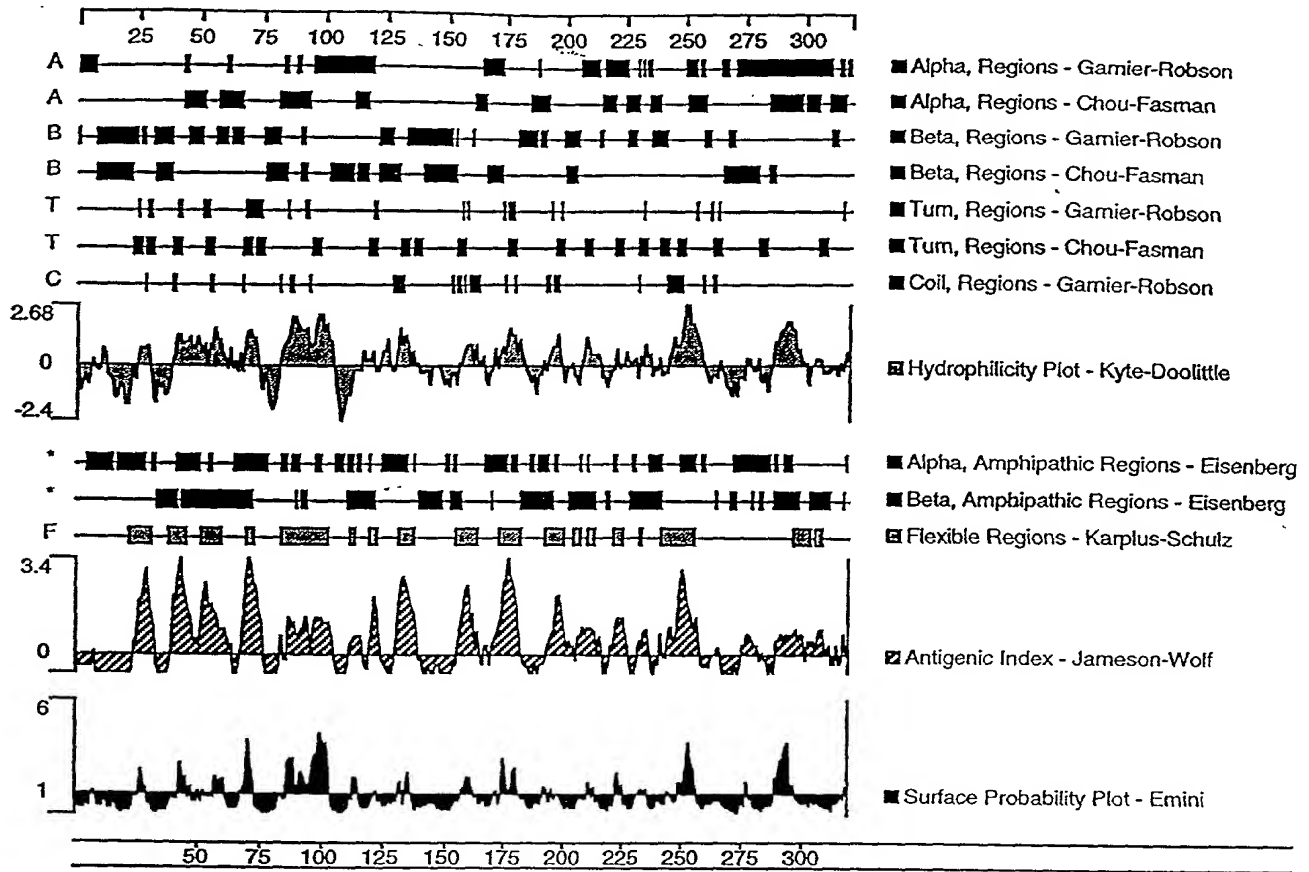 25 50 75 100 125 150 175 200 225 250 275 300
A Alpha, Regions - Garnier-Robson
A Alpha, Regions - Chou-Fasman
B Beta, Regions - Garnier-Robson
B Beta, Regions - Chou-Fasman
T Turn, Regions - Garnier-Robson
T Turn, Regions - Chou-Fasman
C Coil, Regions - Garnier-Robson
2.68
0 Hydrophilicity Plot - Kyte-Doolittle
-2.4
* Alpha, Amphipathic Regions - Eisenberg
* Beta, Amphipathic Regions - Eisenberg
F Flexible Regions - Karplus-Schulz
3.4
0 Antigenic Index - Jameson-Wolf
6
1 Surface Probability Plot - Emini
50 75 100 125 150 175 200 225 250 275 300